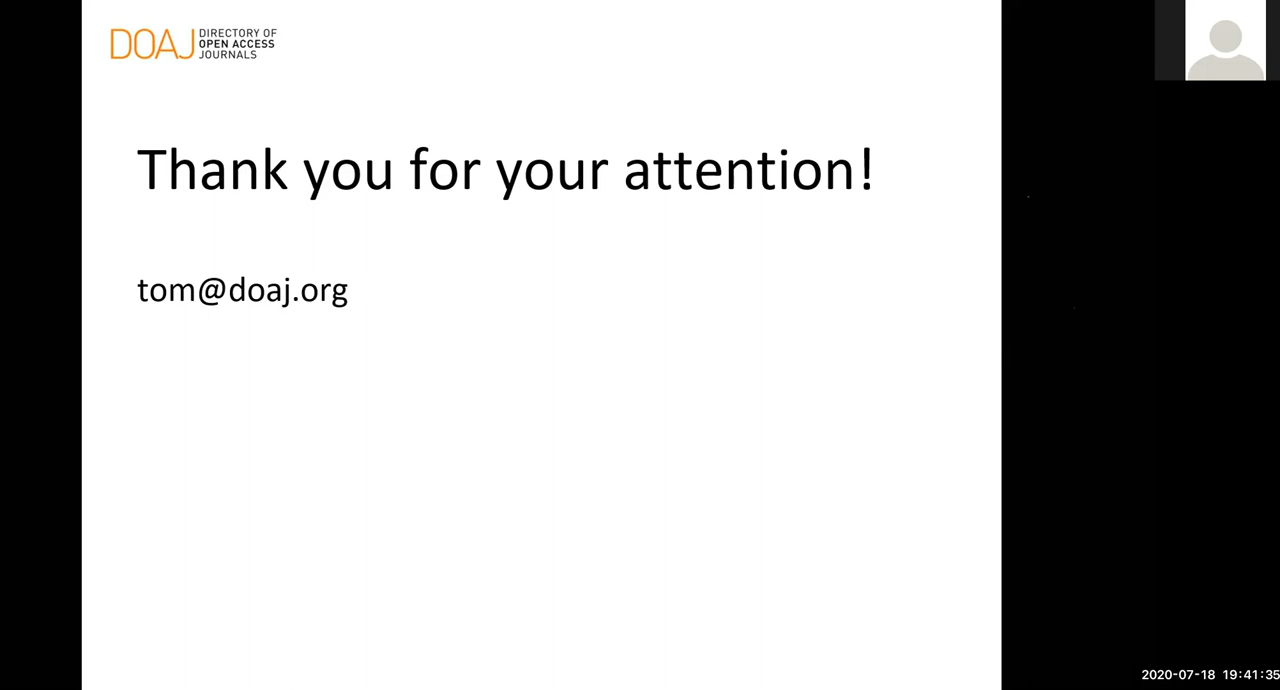 DOAJ DIRECTORY OF
OPEN ACCESS
JOURNALS
Thank you for your attention!
tom@doaj.org
2020-07-18 19:41:35